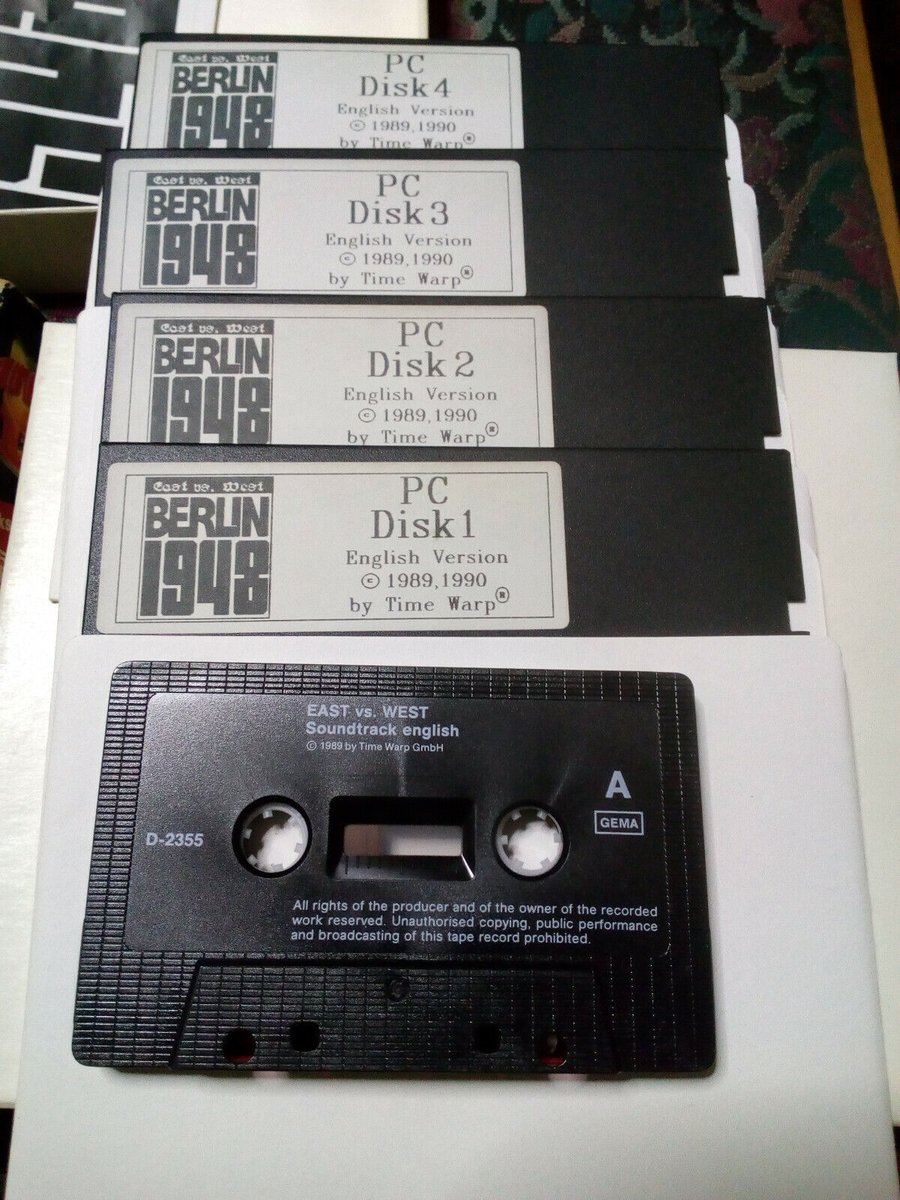 East vs. West
BERLIN
1948
PC
Disk 4
English Version
© 1989,1990
by Time Warp®
East vs. West
BERLIN
1948
PC
Disk 3
English Version
© 1989,1990
by Time Warp®
East vs. West
BERLIN
1948
PC
Disk 2
English Version
© 1989,1990
by Time Warp®
East vs. West
BERLIN
1948
PC
Disk 1
English Version
© 1989,1990
by Time Warp®
EAST vs. WEST
Soundtrack english
© 1989 by Time Warp GmbH
A
GEMA
D-2355
All rights of the producer and of the owner of the recorded
work reserved. Unauthorised copying, public performance
and broadcasting of this tape record prohibited.